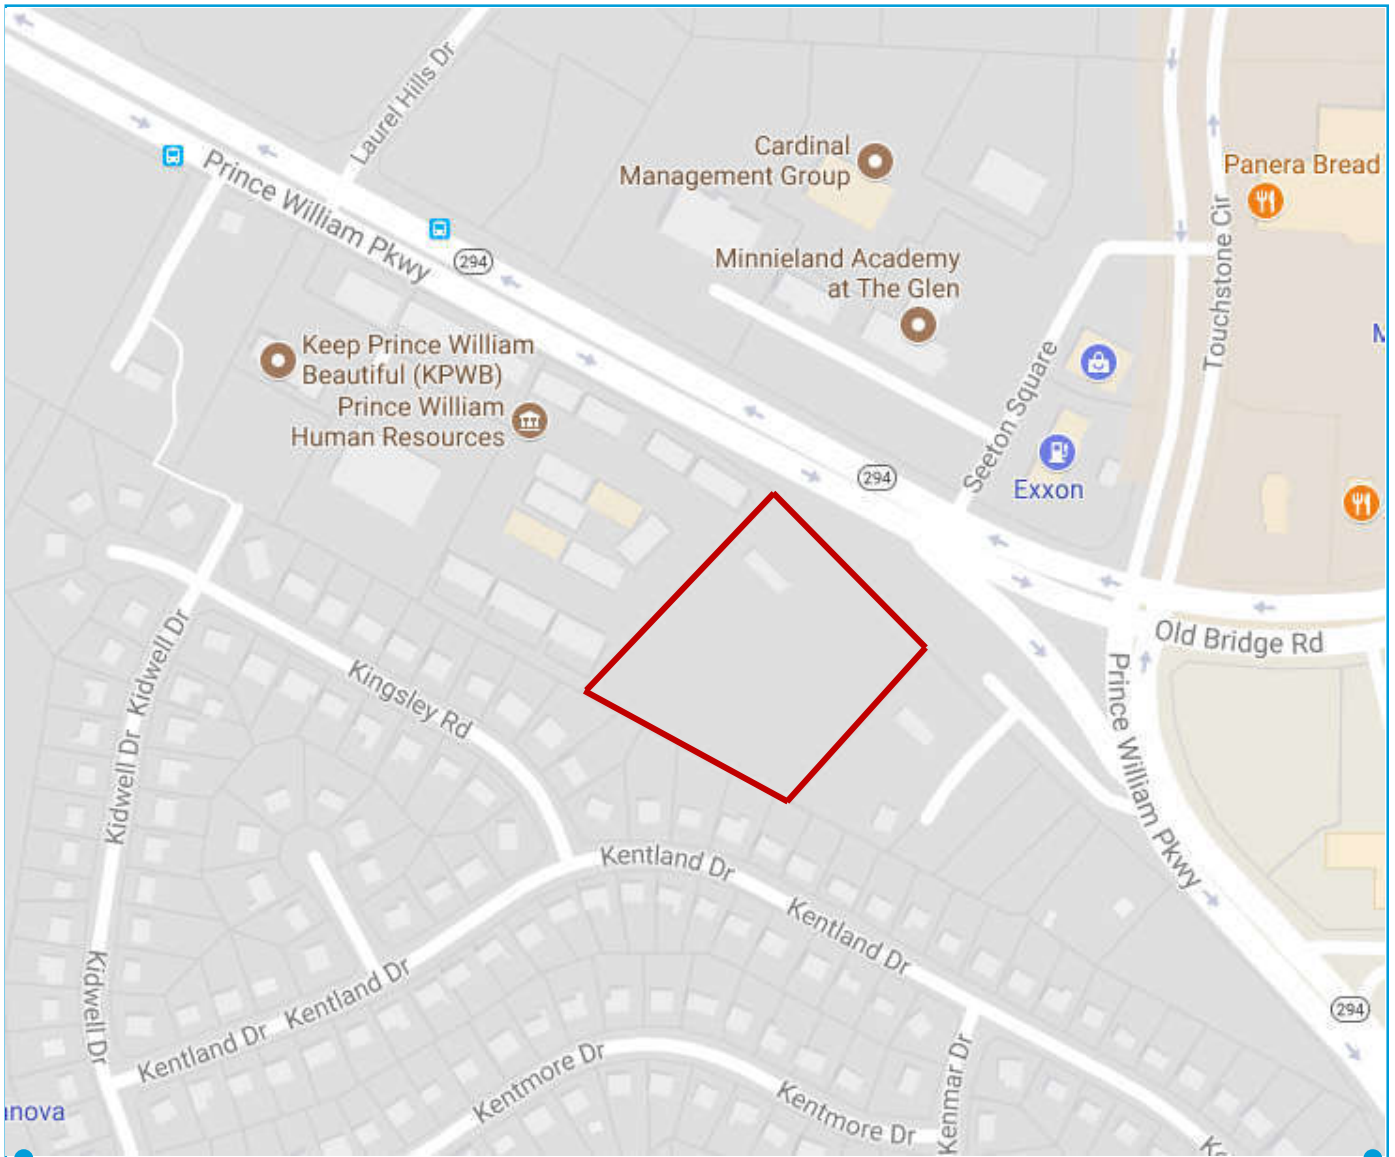 Laurel Hills Dr
Cardinal
Management Group
Panera Bread
Prince William Pkwy
294
Touchstone Cir
Minnieland Academy
at The Glen
Keep Prince William
Beautiful (KPWB)
Prince William
Human Resources
Seeton Square
294
Exxon
Old Bridge Rd
Kidwell Dr
Kingsley Rd
Prince William Pkwy
Kidwell Dr
Kentland Dr
Kentland Dr
Kidwell Dr
Kentland Dr
Kentland Dr
294
Kentmore Dr
Kenmar Dr
Kentmore Dr